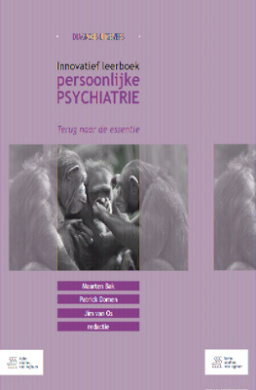 Innovatief leerboek
persoonlijke
PSYCHIATRIE
Terug naar de essentie
Maarten Bak
Patrick Domen
Jim van Os
redactie